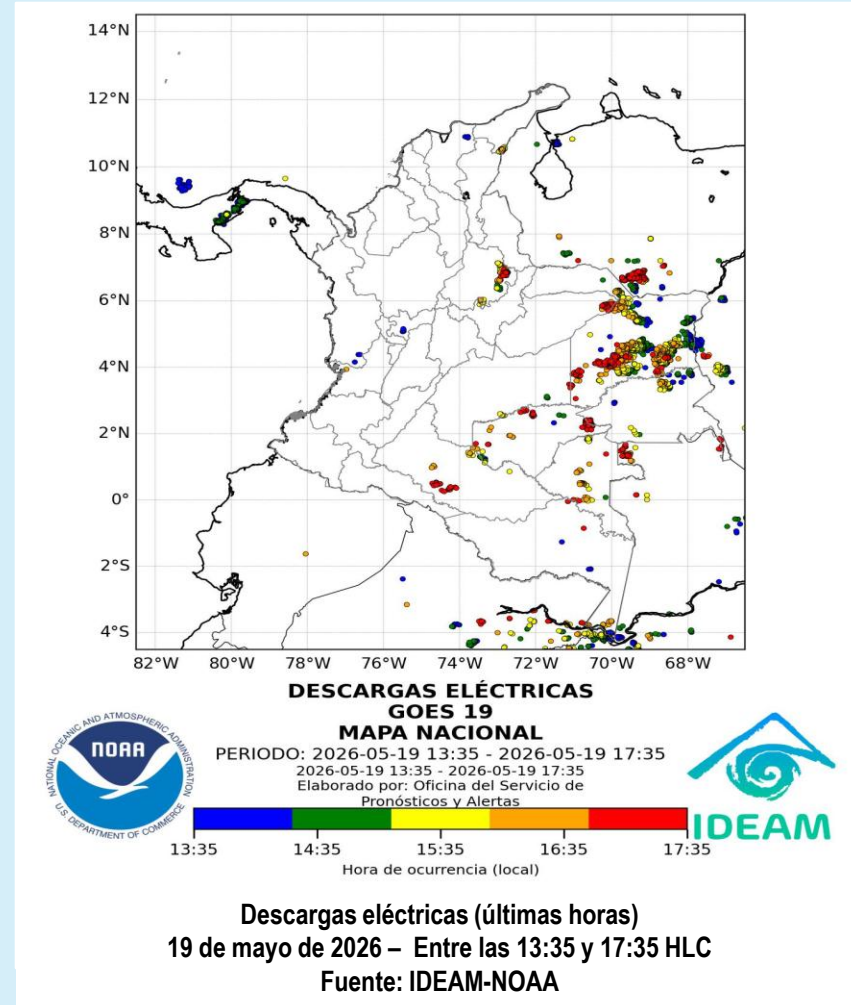 14°N
12°N
10°N
8°N
6°N
4°N
2°N
0°
2°S
4°S
82°W 80°W 78°W 76°W 74°W 72°W 70°W 68°W
DESCARGAS ELÉCTRICAS
GOES 19
MAPA NACIONAL
PERIODO: 2026-05-19 13:35 - 2026-05-19 17:35
2026-05-19 13:35 - 2026-05-19 17:35
Elaborado por: Oficina del Servicio de
Pronósticos y Alertas
NATIONAL OCEANIC AND ATMOSPHERIC ADMINISTRATION
NOAA
U.S. DEPARTMENT OF COMMERCE
IDEAM
13:35 14:35 15:35 16:35 17:35
Hora de ocurrencia (local)
Descargas eléctricas (últimas horas)
19 de mayo de 2026 – Entre las 13:35 y 17:35 HLC
Fuente: IDEAM-NOAA